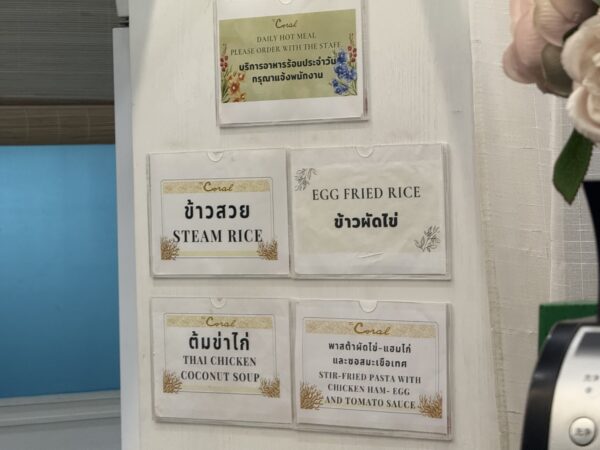 Coral
DAILY HOT MEAL
PLEASE ORDER WITH THE STAFF
บริการอาหารร้อนประจำวัน
กรุณาแจ้งพนักงาน
Coral
ข้าวสวย
STEAM RICE
EGG FRIED RICE
ข้าวผัดไข่
Coral
ต้มข่าไก่
THAI CHICKEN
COCONUT SOUP
Coral
พาสต้าผัดไข่-แฮมไก่
และซอสมะเขือเทศ
STIR-FRIED PASTA WITH
CHICKEN HAM- EGG
AND TOMATO SAUCE